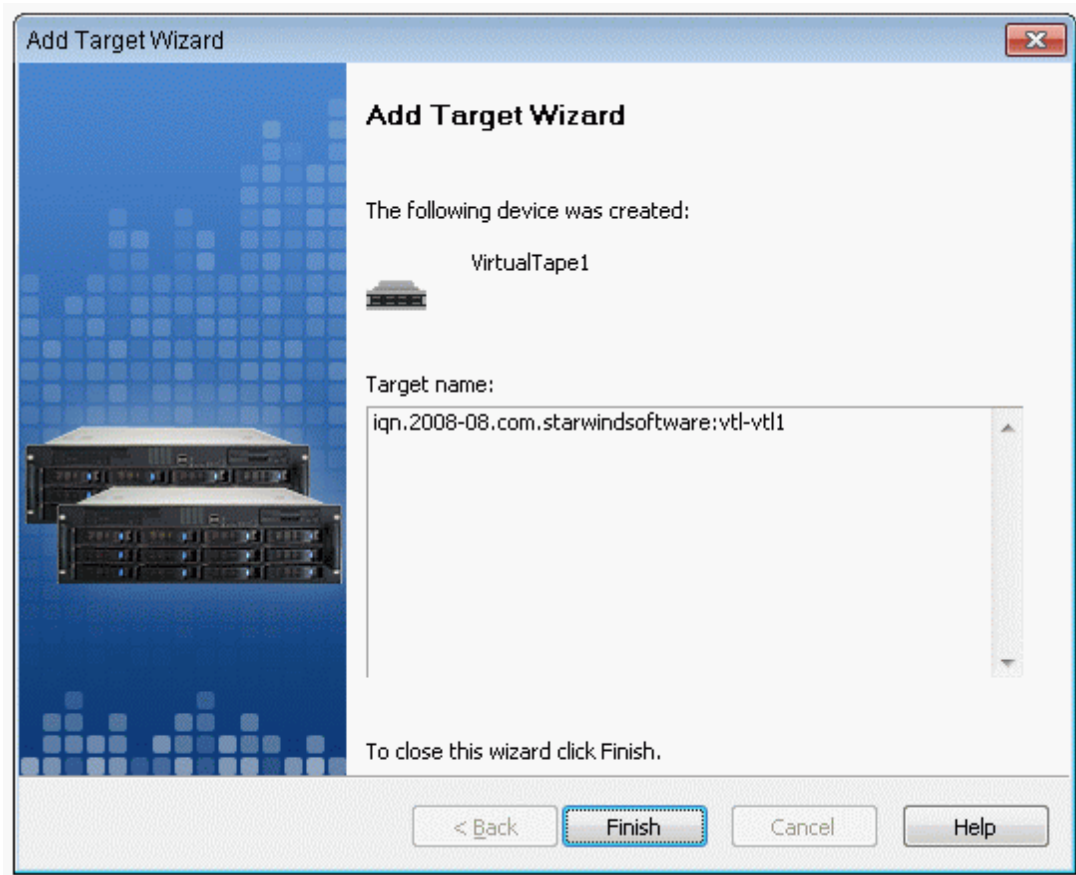 Add Target Wizard
Add Target Wizard
The following device was created:
VirtualTape1
Target name:
iqn.2008-08.com.starwindsoftware:vtl-vtl1
To close this wizard click Finish.
< Back Finish Cancel Help